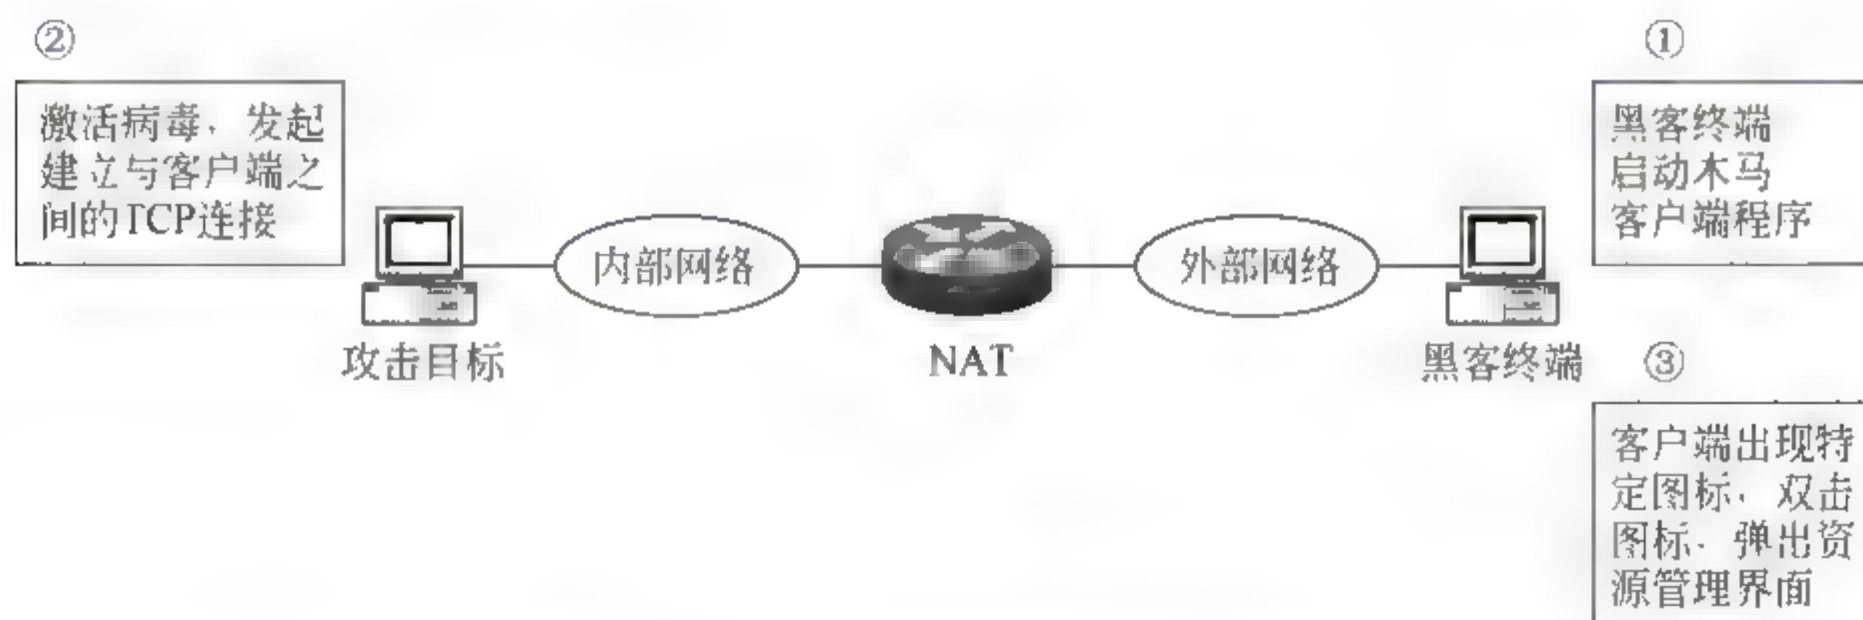 ②
激活病毒，发起
建立与客户端之
间的TCP连接
攻击目标
内部网络
NAT
外部网络
黑客终端
①
黑客终端
启动木马
客户端程序
③
客户端出现特
定图标，双击
图标，弹出资
源管理界面